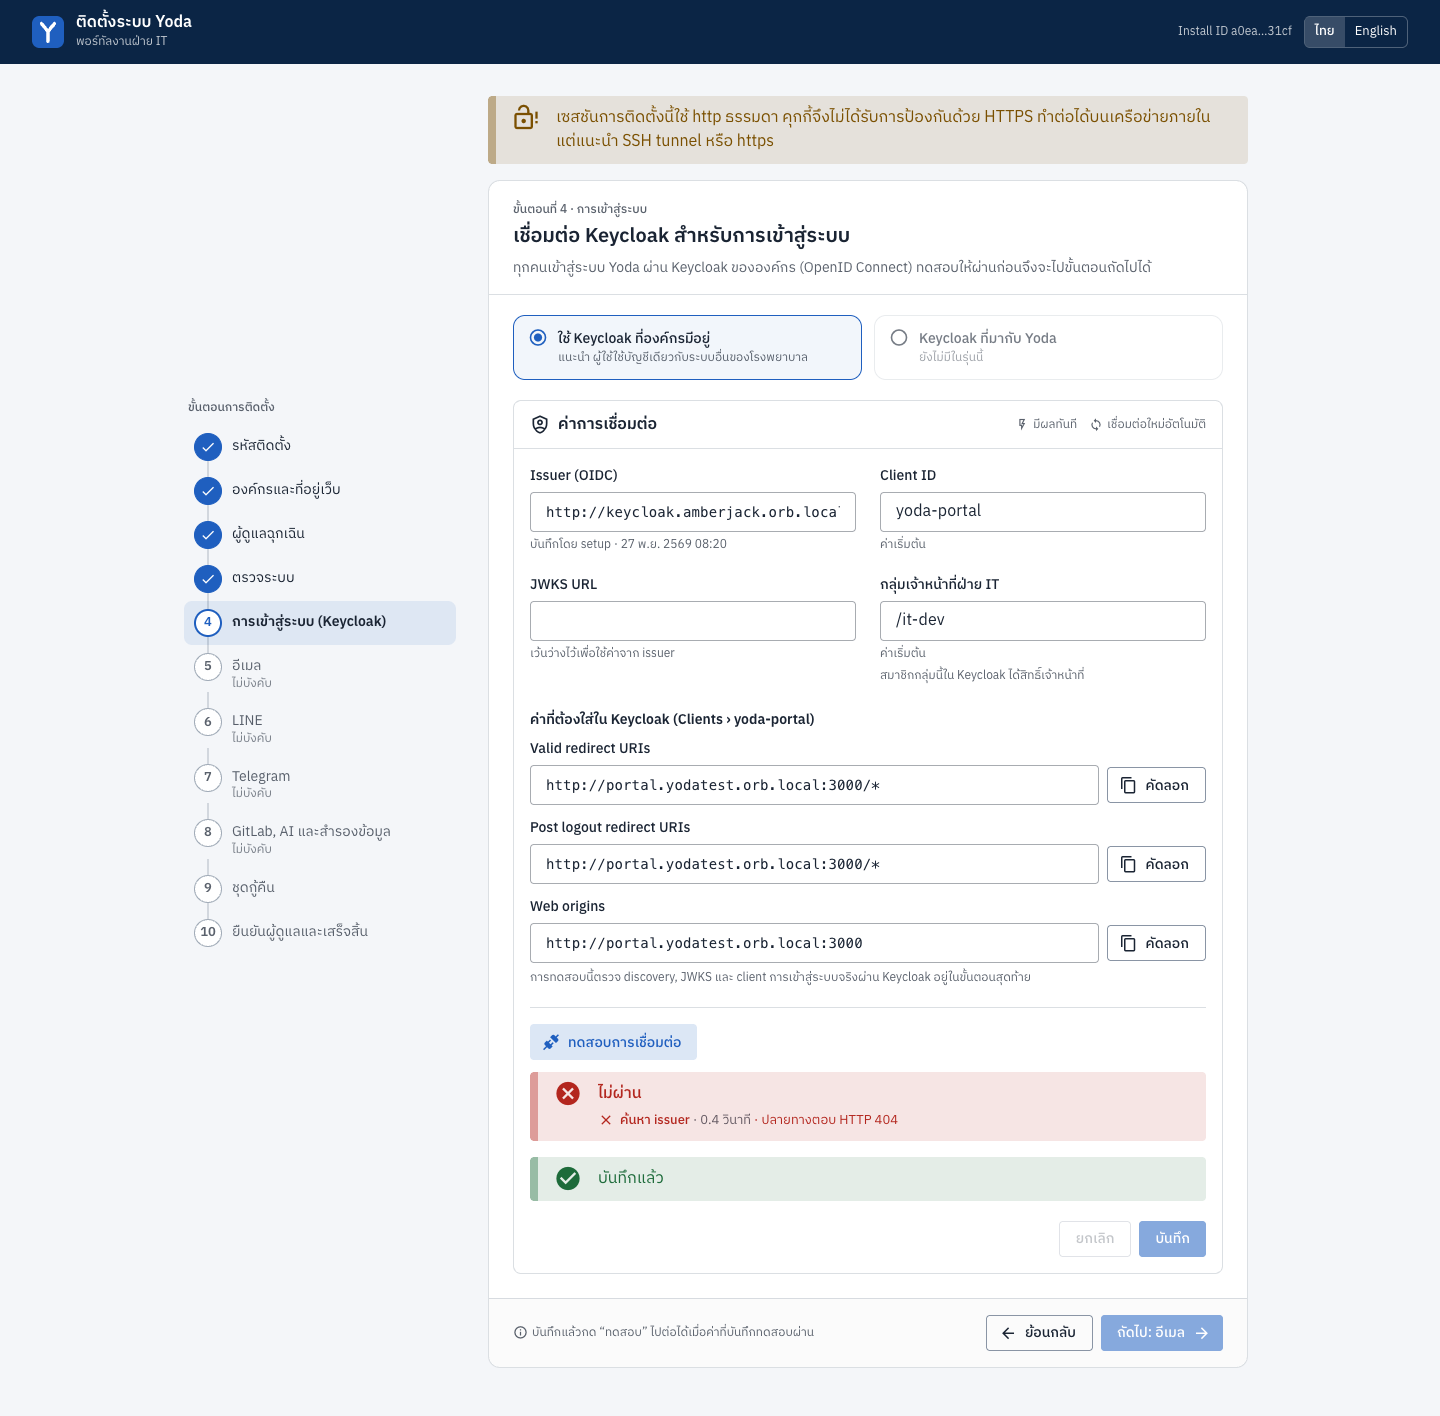 ติดตั้งระบบ Yoda
พอร์ทัลงานฝ่าย IT
Install ID a0ea…31cf
ไทย
English
เซสชันการติดตั้งนี้ใช้ http ธรรมดา คุกกี้จึงไม่ได้รับการป้องกันด้วย HTTPS ทำต่อได้บนเครือข่ายภายใน
แต่แนะนำ SSH tunnel หรือ https
ขั้นตอนการติดตั้ง
รหัสติดตั้ง
องค์กรและที่อยู่เว็บ
ผู้ดูแลฉุกเฉิน
ตรวจระบบ
4 การเข้าสู่ระบบ (Keycloak)
5 อีเมล
ไม่บังคับ
6 LINE
ไม่บังคับ
7 Telegram
ไม่บังคับ
8 GitLab, AI และสำรองข้อมูล
ไม่บังคับ
9 ชุดกู้คืน
10 ยืนยันผู้ดูแลและเสร็จสิ้น
ขั้นตอนที่ 4 · การเข้าสู่ระบบ
เชื่อมต่อ Keycloak สำหรับการเข้าสู่ระบบ
ทุกคนเข้าสู่ระบบ Yoda ผ่าน Keycloak ขององค์กร (OpenID Connect) ทดสอบให้ผ่านก่อนจึงจะไปขั้นตอนถัดไปได้
ใช้ Keycloak ที่องค์กรมีอยู่
แนะนำ ผู้ใช้ใช้บัญชีเดียวกับระบบอื่นของโรงพยาบาล
Keycloak ที่มากับ Yoda
ยังไม่มีในรุ่นนี้
ค่าการเชื่อมต่อ
มีผลทันที
เชื่อมต่อใหม่อัตโนมัติ
Issuer (OIDC)
http://keycloak.amberjack.orb.local
บันทึกโดย setup · 27 พ.ย. 2569 08:20
Client ID
yoda-portal
ค่าเริ่มต้น
JWKS URL
เว้นว่างไว้เพื่อใช้ค่าจาก issuer
กลุ่มเจ้าหน้าที่ฝ่าย IT
/it-dev
ค่าเริ่มต้น
สมาชิกกลุ่มนี้ใน Keycloak ได้สิทธิ์เจ้าหน้าที่
ค่าที่ต้องใส่ใน Keycloak (Clients › yoda-portal)
Valid redirect URIs
http://portal.yodatest.orb.local:3000/*
คัดลอก
Post logout redirect URIs
http://portal.yodatest.orb.local:3000/*
คัดลอก
Web origins
http://portal.yodatest.orb.local:3000
คัดลอก
การทดสอบนี้ตรวจ discovery, JWKS และ client การเข้าสู่ระบบจริงผ่าน Keycloak อยู่ในขั้นตอนสุดท้าย
ทดสอบการเชื่อมต่อ
ไม่ผ่าน
ค้นหา issuer · 0.4 วินาที · ปลายทางตอบ HTTP 404
บันทึกแล้ว
ยกเลิก
บันทึก
บันทึกแล้วกด “ทดสอบ” ไปต่อได้เมื่อค่าที่บันทึกทดสอบผ่าน
ย้อนกลับ
ถัดไป: อีเมล